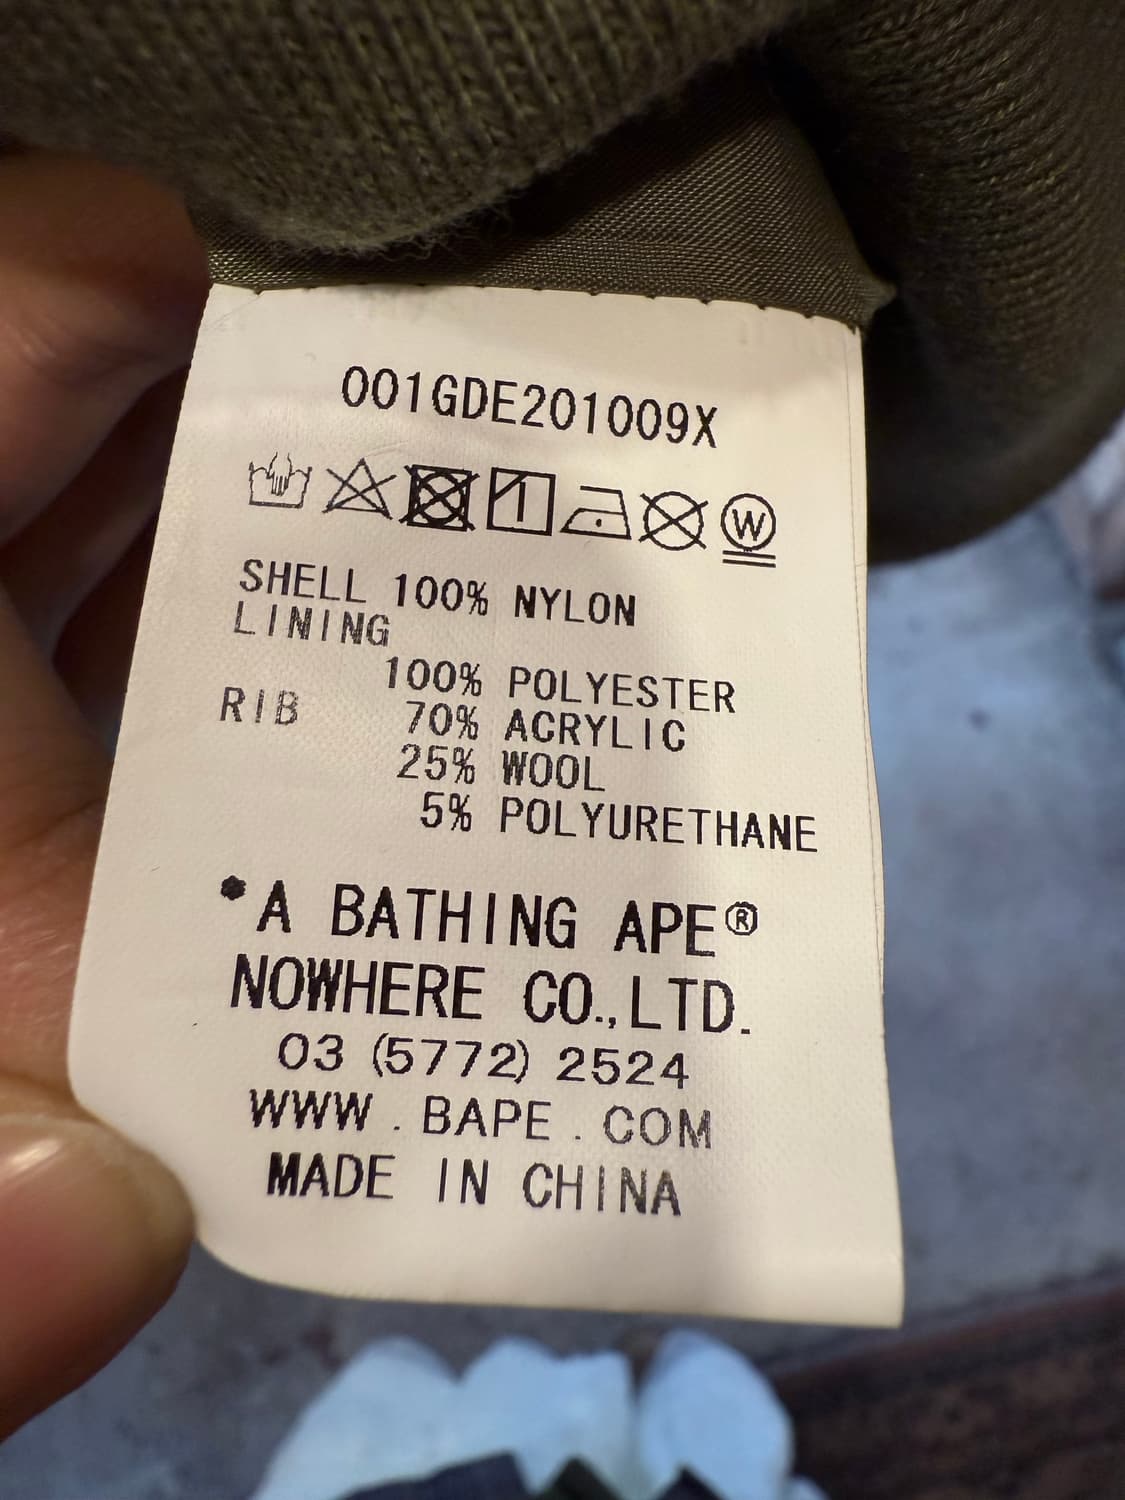 001GDE201009X
W
SHELL 100% NYLON
LINING
100% POLYESTER
RIB 70% ACRYLIC
25% WOOL
5% POLYURETHANE
*A BATHING APE®
NOWHERE CO.,LTD.
03 (5772) 2524
WWW . BAPE . COM
MADE IN CHINA